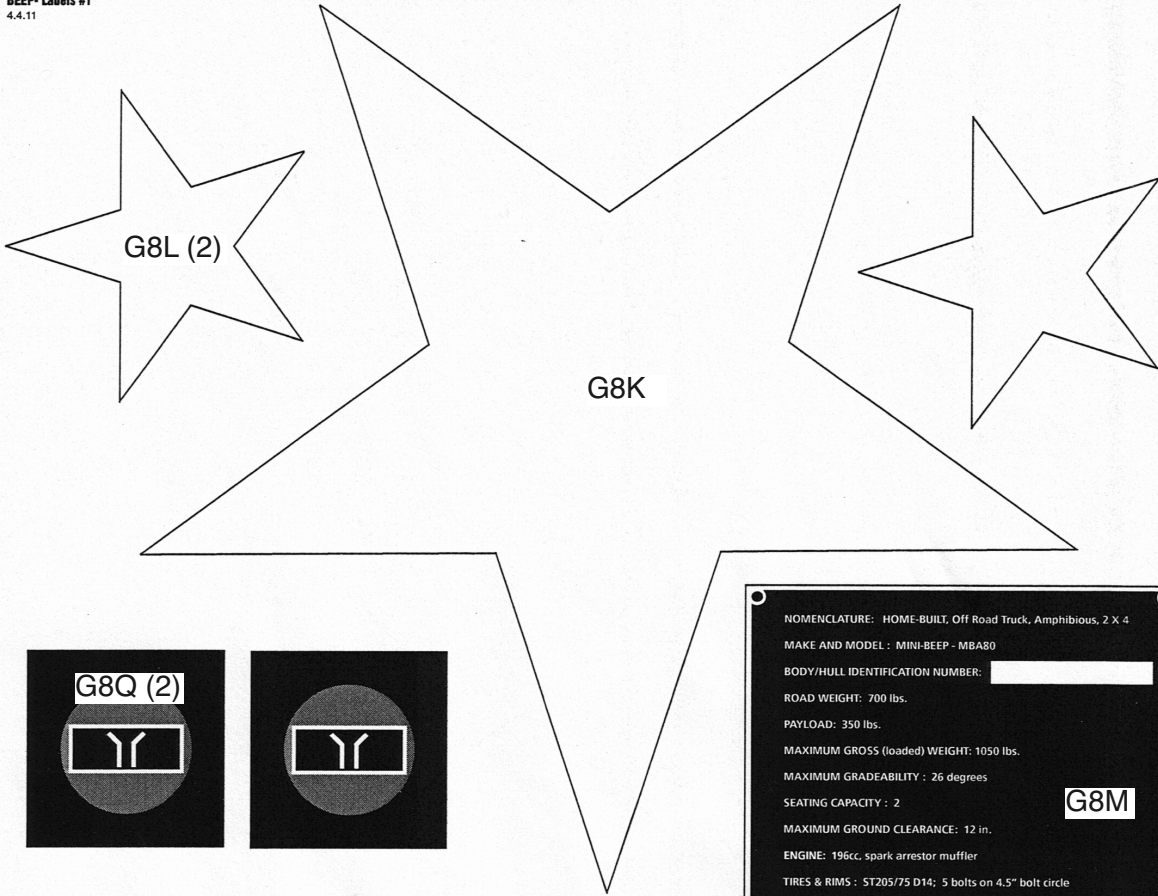 BEEP- Labels #1
4.4.11
G8L (2)
G8K
G8Q (2)
NOMENCLATURE: HOME-BUILT, Off Road Truck, Amphibious, 2 X 4
MAKE AND MODEL : MINI-BEEP - MBA80
BODY/HULL IDENTIFICATION NUMBER:
ROAD WEIGHT: 700 lbs.
PAYLOAD: 350 lbs.
MAXIMUM GROSS (loaded) WEIGHT: 1050 lbs.
MAXIMUM GRADEABILITY : 26 degrees
SEATING CAPACITY : 2
G8M
MAXIMUM GROUND CLEARANCE: 12 in.
ENGINE: 196cc, spark arrestor muffler
TIRES & RIMS : ST205/75 D14; 5 bolts on 4.5" bolt circle